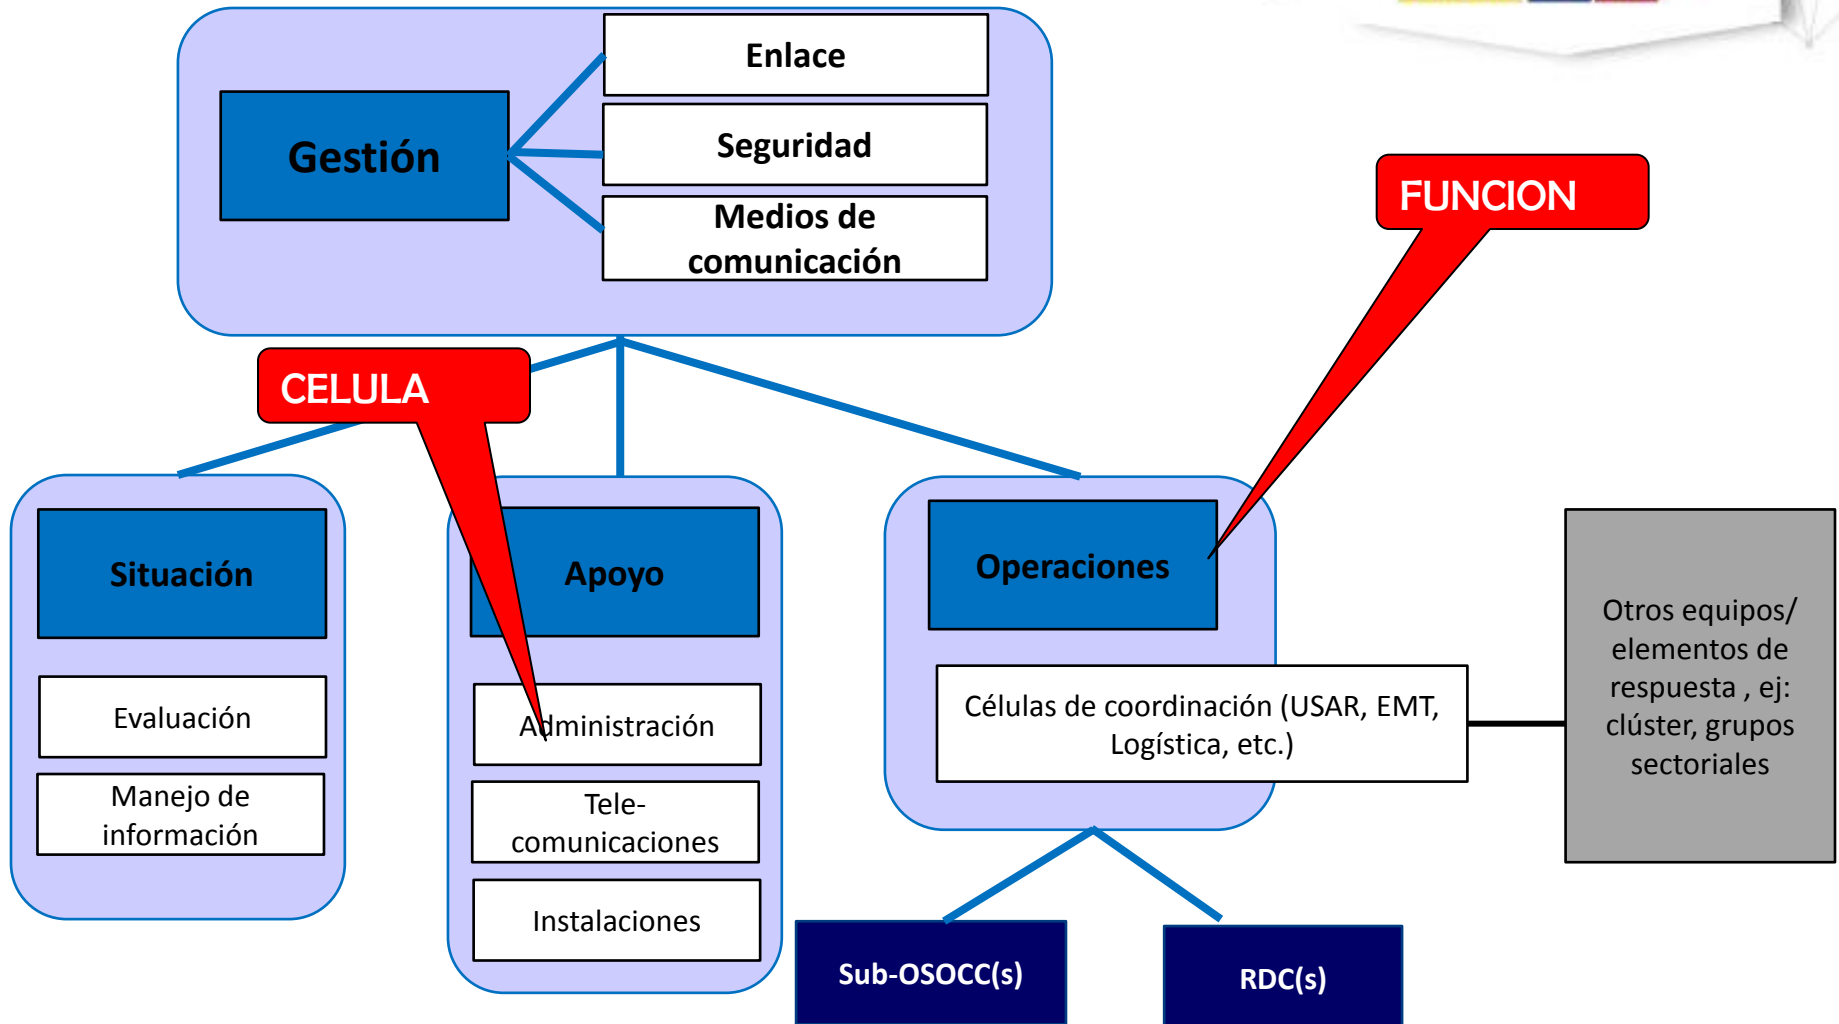 Enlace
Gestión
Seguridad
Medios de
comunicación
FUNCION
CELULA
Situación
Evaluación
Manejo de
información
Apoyo
Administración
Tele-
comunicaciones
Instalaciones
Operaciones
Células de coordinación (USAR, EMT,
Logística, etc.)
Otros equipos/
elementos de
respuesta , ej:
clúster, grupos
sectoriales
Sub-OSOCC(s)
RDC(s)